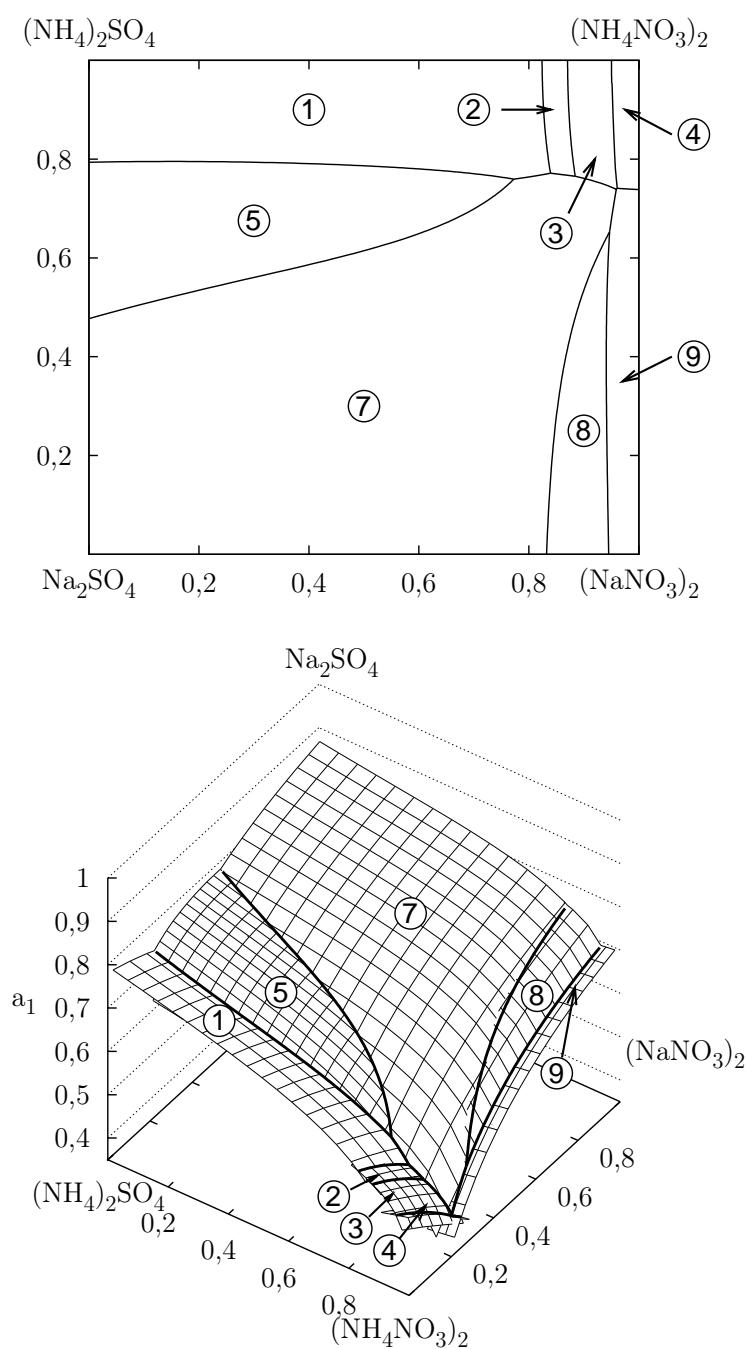 (NH₄)₂SO₄ (NH₄NO₃)₂
① ② ④
0,8
⑤ ③
0,6
0,4 ⑦ ⑨
⑧
0,2
Na₂SO₄ 0,2 0,4 0,6 0,8 (NaNO₃)₂
Na₂SO₄
1
0,9 ⑦
0,8
⑤ ⑧
a₁ 0,7 ①
0,6 (NaNO₃)₂
0,5 ⑨
0,4 0,8
(NH₄)₂SO₄ ② 0,6
0,2 ③ 0,4
0,4 ④ 0,2
0,6
0,8
(NH₄NO₃)₂